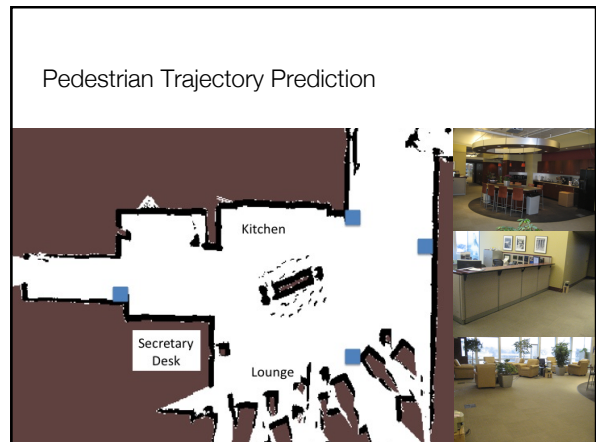 Pedestrian Trajectory Prediction
Kitchen
Secretary
Desk
Lounge